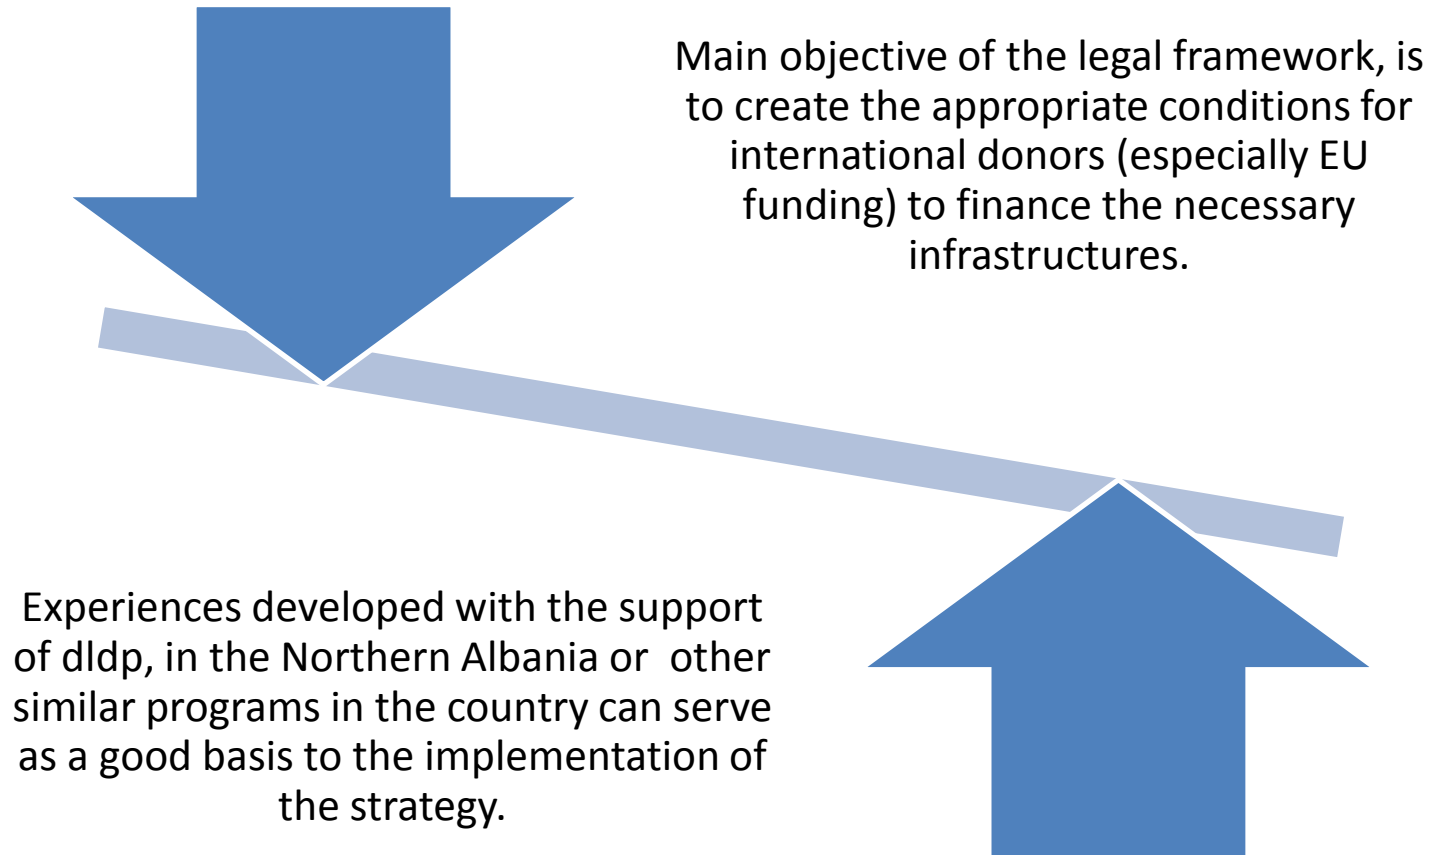 Main objective of the legal framework, is
to create the appropriate conditions for
international donors (especially EU
funding) to finance the necessary
infrastructures.
Experiences developed with the support
of dldp, in the Northern Albania or  other
similar programs in the country can serve
as a good basis to the implementation of
the strategy.